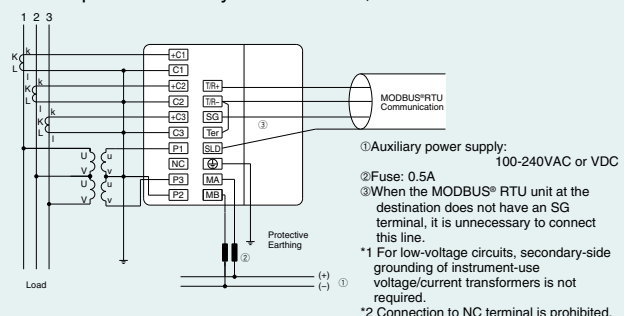 1 2 3
K k
L l
K k
L l
K k
L l
U u
V v
U u
V v
Load
+C1
C1
+C2
C2
+C3
C3
P1
NC
P3
P2
T/R+
T/R-
SG
Ter
SLD
MA
MB
③
MODBUS®RTU
Communication
Protective
Earthing
②
(+)
(−)
①
①Auxiliary power supply:
100-240VAC or VDC
②Fuse: 0.5A
③When the MODBUS® RTU unit at the
destination does not have an SG
terminal, it is unnecessary to connect
this line.
*1 For low-voltage circuits, secondary-side
grounding of instrument-use
voltage/current transformers is not
required.
*2 Connection to NC terminal is prohibited.